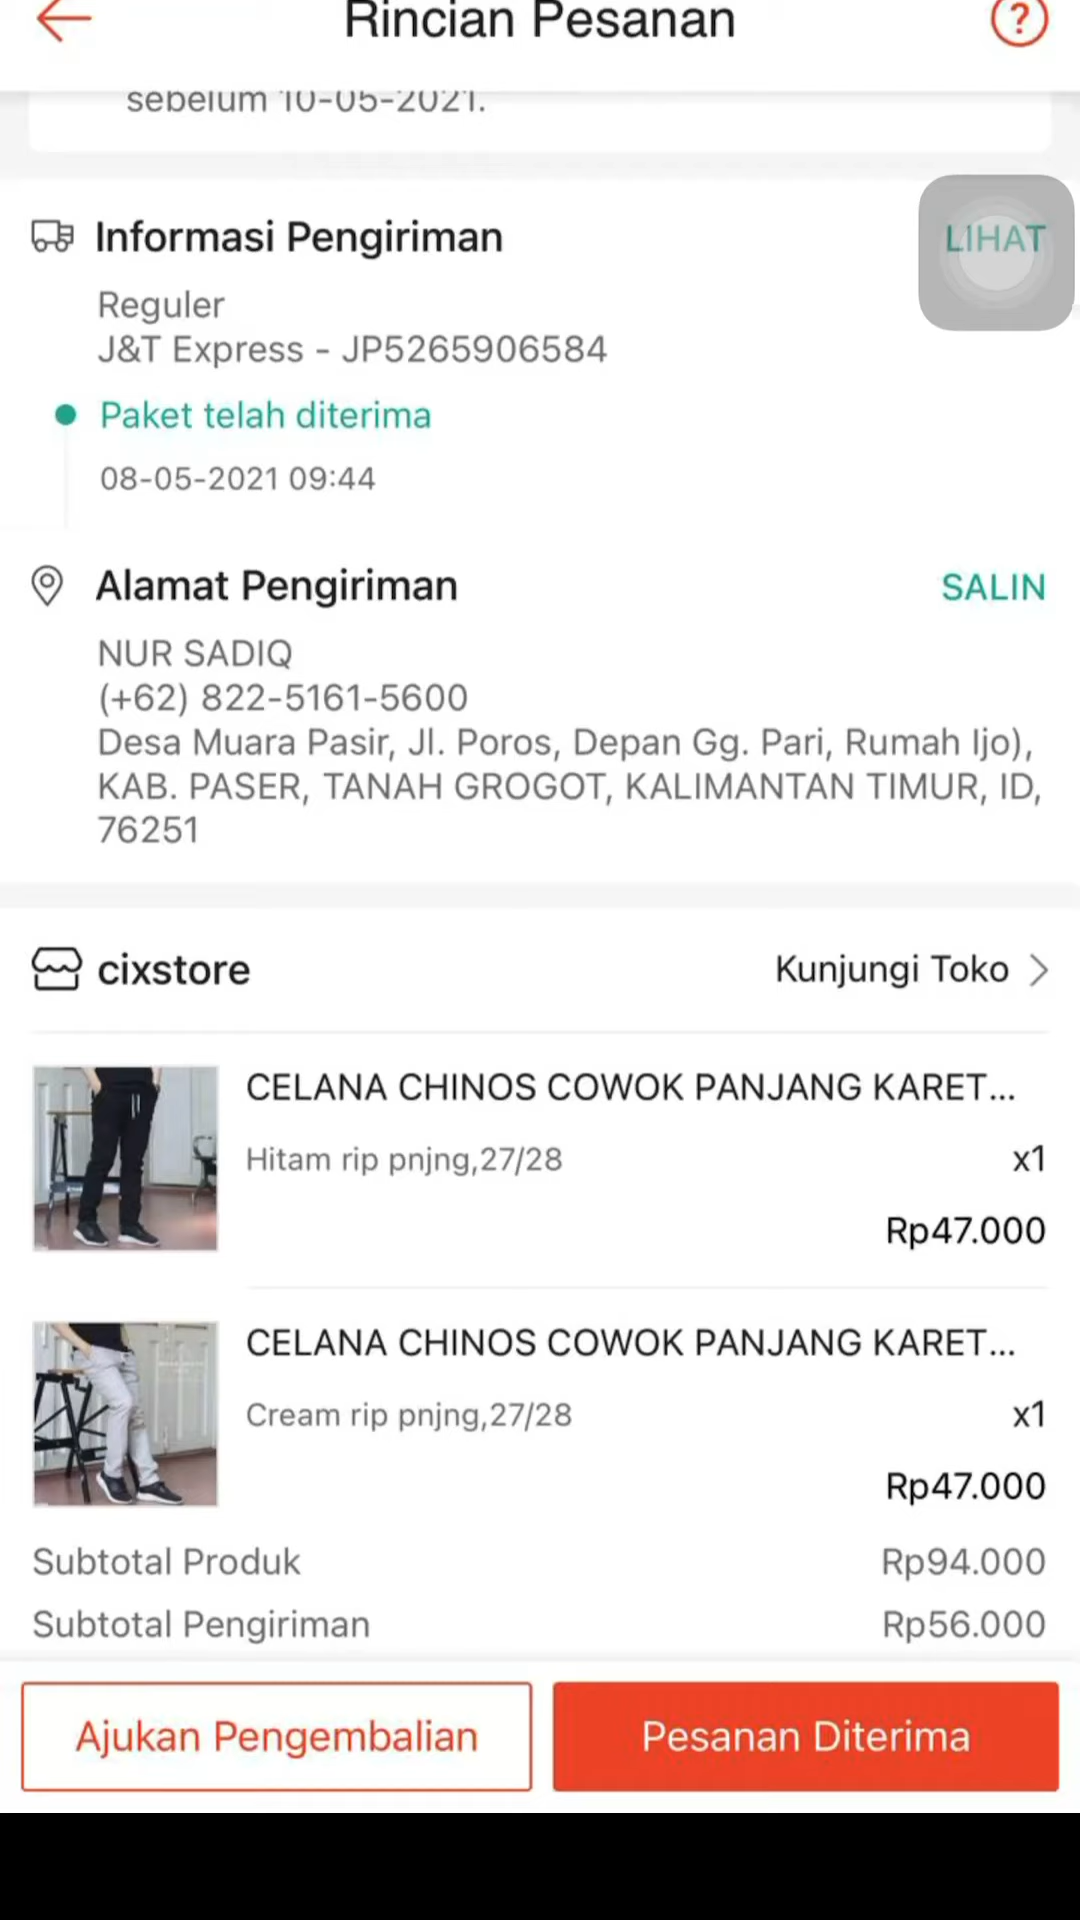 Rincian Pesanan
?
sebelum 10-05-2021.
Informasi Pengiriman
LIHAT
Reguler
J&T Express - JP5265906584
Paket telah diterima
08-05-2021 09:44
Alamat Pengiriman
SALIN
NUR SADIQ
(+62) 822-5161-5600
Desa Muara Pasir, Jl. Poros, Depan Gg. Pari, Rumah Ijo),
KAB. PASER, TANAH GROGOT, KALIMANTAN TIMUR, ID,
76251
cixstore
Kunjungi Toko
CELANA CHINOS COWOK PANJANG KARET...
Hitam rip pnjng,27/28
x1
Rp47.000
CELANA CHINOS COWOK PANJANG KARET...
Cream rip pnjng,27/28
x1
Rp47.000
Subtotal Produk
Rp94.000
Subtotal Pengiriman
Rp56.000
Ajukan Pengembalian
Pesanan Diterima